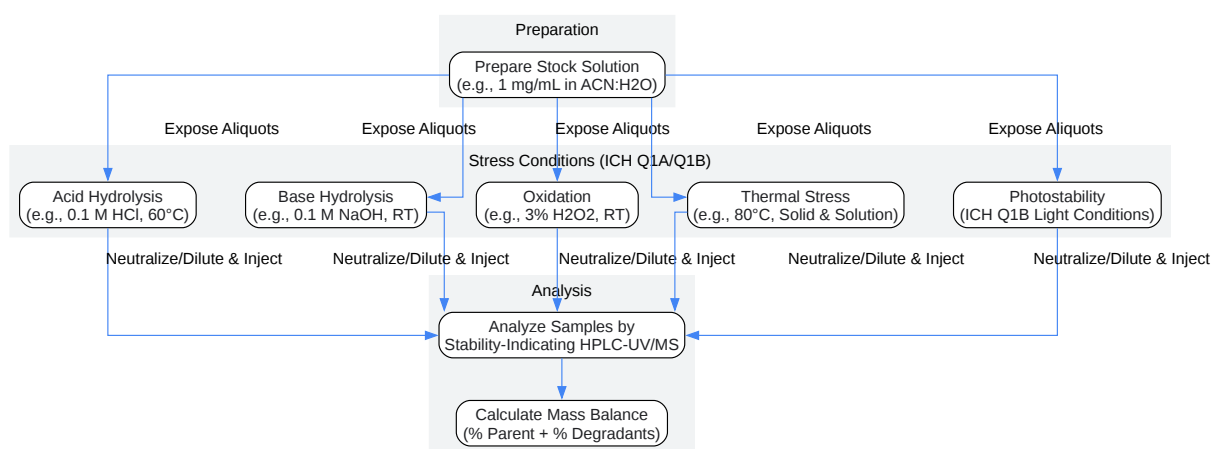 Preparation
Prepare Stock Solution
(e.g., 1 mg/mL in ACN:H2O)
Expose Aliquots
Expose Aliquots
Expose Aliquots
Expose Aliquots
Expose Aliquots
Stress Conditions (ICH Q1A/Q1B)
Acid Hydrolysis
(e.g., 0.1 M HCl, 60°C)
Base Hydrolysis
(e.g., 0.1 M NaOH, RT)
Oxidation
(e.g., 3% H2O2, RT)
Thermal Stress
(e.g., 80°C, Solid & Solution)
Photostability
(ICH Q1B Light Conditions)
Neutralize/Dilute & Inject
Neutralize/Dilute & Inject
Neutralize/Dilute & Inject
Neutralize/Dilute & Inject
Neutralize/Dilute & Inject
Analysis
Analyze Samples by
Stability-Indicating HPLC-UV/MS
Calculate Mass Balance
(% Parent + % Degradants)